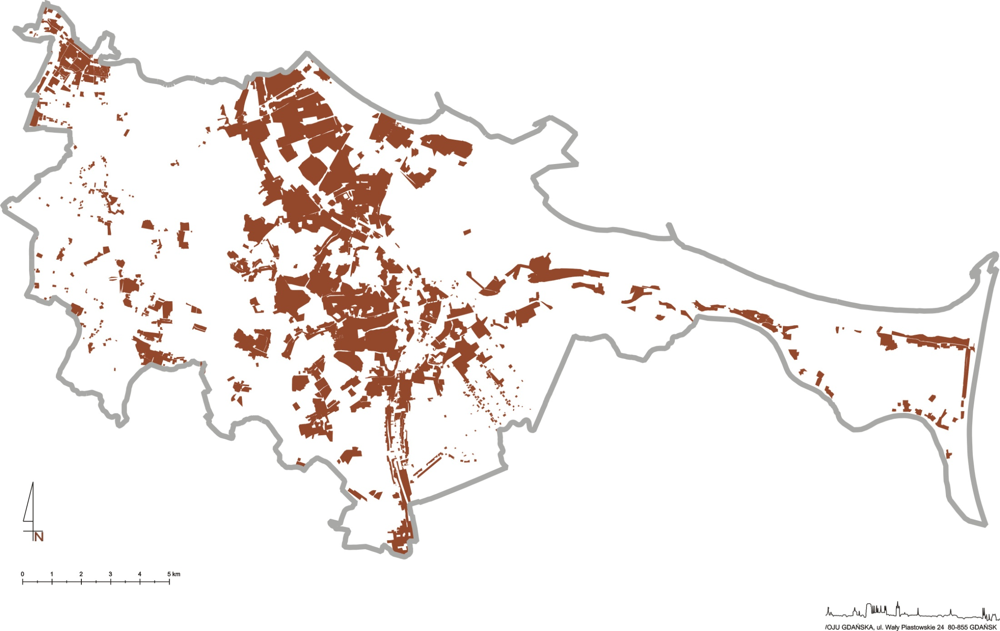 N
0 1 2 3 4 5 km
/OJU GDAŃSKA, ul. Wały Piastowskie 24 80-855 GDAŃSK